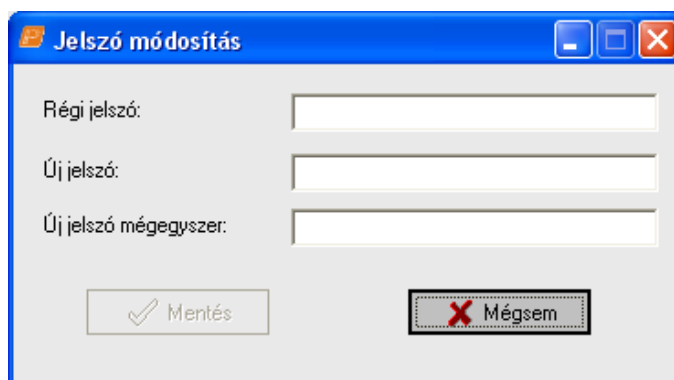 Jelszó módosítás
Régi jelszó:
Új jelszó:
Új jelszó mégegyszer:
Mentés Mégsem